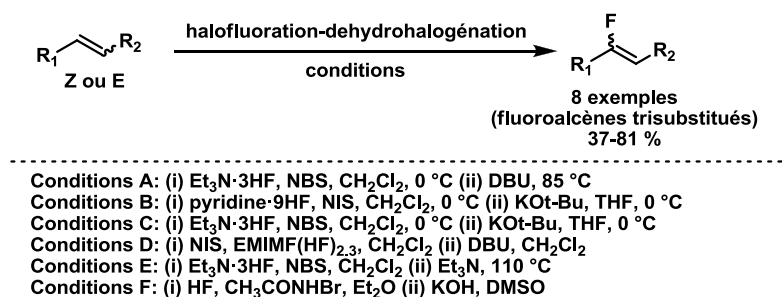 halofluoration-dehydrohalogénation
R₁ R₂
Z ou E
conditions
F
R₁ R₂
8 exemples
(fluoroalcènes trisubstitués)
37-81 %
Conditions A: (i) Et₃N·3HF, NBS, CH₂Cl₂, 0 °C (ii) DBU, 85 °C
Conditions B: (i) pyridine·9HF, NIS, CH₂Cl₂, 0 °C (ii) KOt-Bu, THF, 0 °C
Conditions C: (i) Et₃N·3HF, NBS, CH₂Cl₂, 0 °C (ii) KOt-Bu, THF, 0 °C
Conditions D: (i) NIS, EMIMF(HF)₂.₃, CH₂Cl₂ (ii) DBU, CH₂Cl₂
Conditions E: (i) Et₃N·3HF, NBS, CH₂Cl₂ (ii) Et₃N, 110 °C
Conditions F: (i) HF, CH₃CONHBr, Et₂O (ii) KOH, DMSO